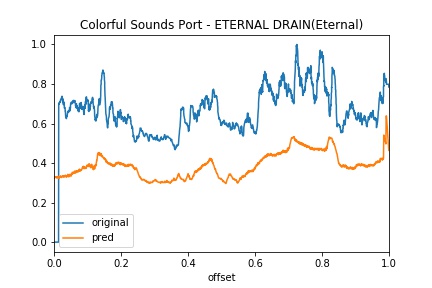 Colorful Sounds Port - ETERNAL DRAIN(Eternal)
1.0
0.8
0.6
0.4
0.2
0.0
original
pred
0.0 0.2 0.4 0.6 0.8 1.0
offset